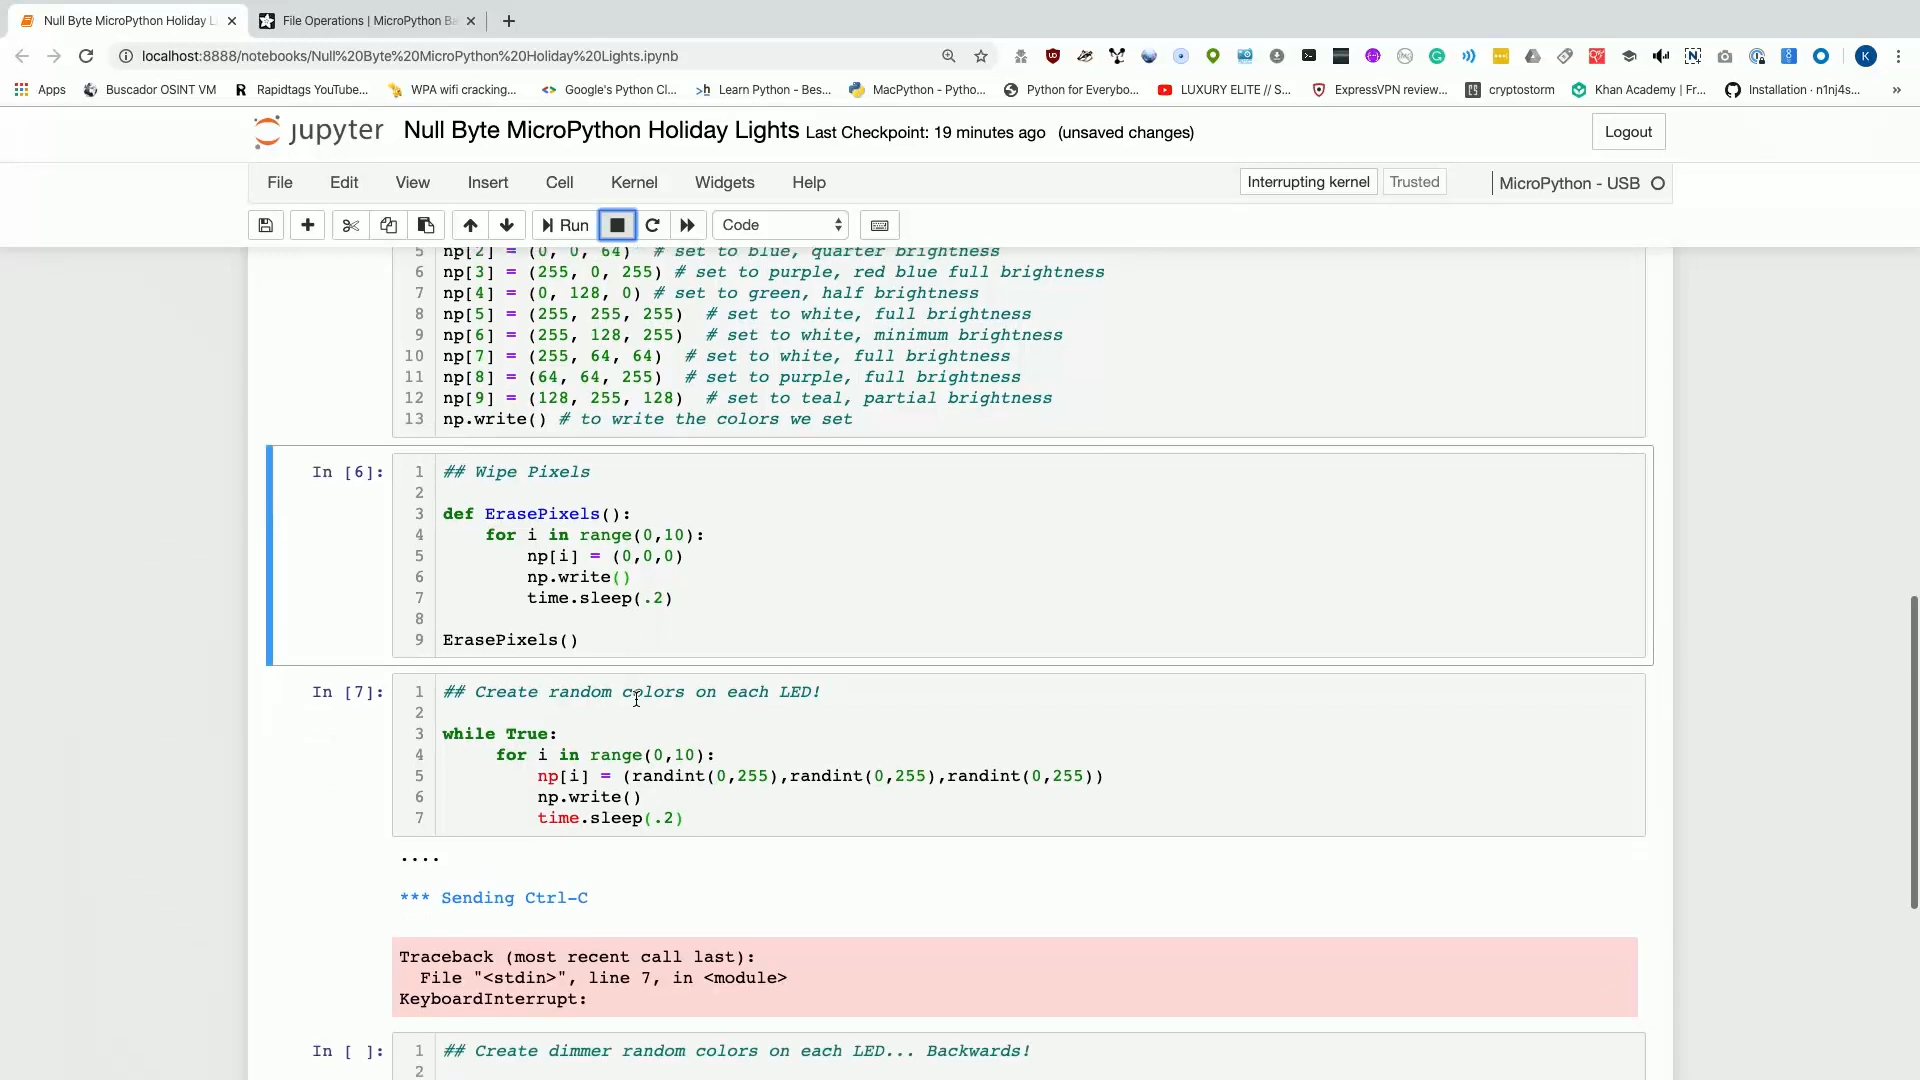 Null Byte MicroPython Holiday L
File Operations | MicroPython Ba
localhost:8888/notebooks/Null%20Byte%20MicroPython%20Holiday%20Lights.ipynb
Apps
Buscador OSINT VM
Rapidtags YouTube...
WPA wifi cracking...
Google's Python Cl...
Learn Python - Bes...
MacPython - Pytho...
Python for Everybo...
LUXURY ELITE // S...
ExpressVPN review...
cryptostorm
Khan Academy | Fr...
Installation · n1nj4s...
»
jupyter Null Byte MicroPython Holiday Lights Last Checkpoint: 19 minutes ago (unsaved changes)
Logout
File Edit View Insert Cell Kernel Widgets Help
Interrupting kernel Trusted MicroPython - USB
Run Code
5 np[2] = (0, 0, 64) # set to blue, quarter brightness
6 np[3] = (255, 0, 255) # set to purple, red blue full brightness
7 np[4] = (0, 128, 0) # set to green, half brightness
8 np[5] = (255, 255, 255) # set to white, full brightness
9 np[6] = (255, 128, 255) # set to white, minimum brightness
10 np[7] = (255, 64, 64) # set to white, full brightness
11 np[8] = (64, 64, 255) # set to purple, full brightness
12 np[9] = (128, 255, 128) # set to teal, partial brightness
13 np.write() # to write the colors we set
In [6]: 1 ## Wipe Pixels
2
3 def ErasePixels():
4 for i in range(0,10):
5 np[i] = (0,0,0)
6 np.write()
7 time.sleep(.2)
8
9 ErasePixels()
In [7]: 1 ## Create random colors on each LED!
2
3 while True:
4 for i in range(0,10):
5 np[i] = (randint(0,255),randint(0,255),randint(0,255))
6 np.write()
7 time.sleep(.2)
....
*** Sending Ctrl-C
Traceback (most recent call last):
File "<stdin>", line 7, in <module>
KeyboardInterrupt:
In [ ]: 1 ## Create dimmer random colors on each LED... Backwards!
2